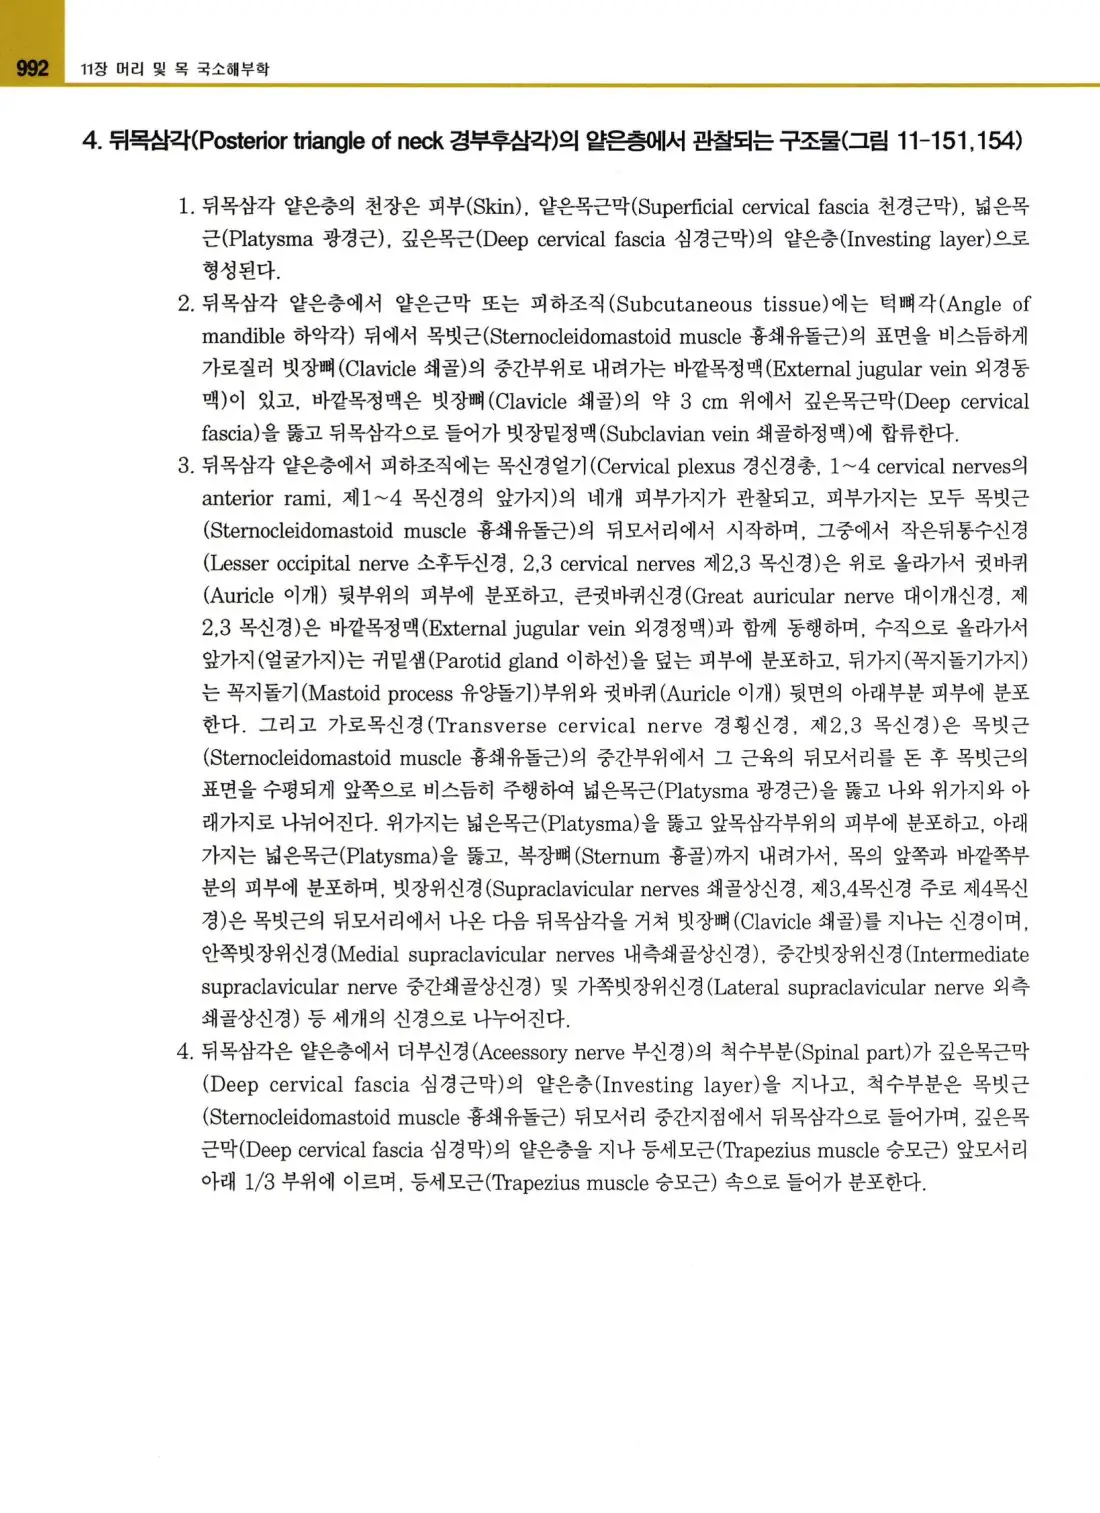 992
11장 머리 및 목 국소해부학
4. 뒤목삼각(Posterior triangle of neck 경부후삼각)의 얕은층에서 관찰되는 구조물(그림 11-151,154)
1. 뒤목삼각 얕은층의 천장은 피부(Skin), 얕은목근막(Superficial cervical fascia 천경근막), 넓은목
근(Platysma 광경근), 깊은목근(Deep cervical fascia 심경근막)의 얕은층(Investing layer)으로
형성된다.
2. 뒤목삼각 얕은층에서 얕은근막 또는 피하조직(Subcutaneous tissue)에는 턱뼈각(Angle of
mandible 하악각) 뒤에서 목빗근(Sternocleidomastoid muscle 흉쇄유돌근)의 표면을 비스듬하게
가로질러 빗장뼈(Clavicle 쇄골)의 중간부위로 내려가는 바깥목정맥(External jugular vein 외경동
맥)이 있고, 바깥목정맥은 빗장뼈(Clavicle 쇄골)의 약 3 cm 위에서 깊은목근막(Deep cervical
fascia)을 뚫고 뒤목삼각으로 들어가 빗장밑정맥(Subclavian vein 쇄골하정맥)에 합류한다.
3. 뒤목삼각 얕은층에서 피하조직에는 목신경얼기(Cervical plexus 경신경총, 1~4 cervical nerves의
anterior rami, 제1~4 목신경의 앞가지)의 네개 피부가지가 관찰되고, 피부가지는 모두 목빗근
(Sternocleidomastoid muscle 흉쇄유돌근)의 뒤모서리에서 시작하며, 그중에서 작은뒤통수신경
(Lesser occipital nerve 소후두신경, 2,3 cervical nerves 제2,3 목신경)은 위로 올라가서 귓바퀴
(Auricle 이개) 뒷부위의 피부에 분포하고, 큰귓바퀴신경(Great auricular nerve 대이개신경, 제
2,3 목신경)은 바깥목정맥(External jugular vein 외경정맥)과 함께 동행하며, 수직으로 올라가서
앞가지(얼굴가지)는 귀밑샘(Parotid gland 이하선)을 덮는 피부에 분포하고, 뒤가지(꼭지돌기가지)
는 꼭지돌기(Mastoid process 유양돌기)부위와 귓바퀴(Auricle 이개) 뒷면의 아래부분 피부에 분포
한다. 그리고 가로목신경(Transverse cervical nerve 경횡신경, 제2,3 목신경)은 목빗근
(Sternocleidomastoid muscle 흉쇄유돌근)의 중간부위에서 그 근육의 뒤모서리를 돈 후 목빗근의
표면을 수평되게 앞쪽으로 비스듬히 주행하여 넓은목근(Platysma 광경근)을 뚫고 나와 위가지와 아
래가지로 나뉘어진다. 위가지는 넓은목근(Platysma)을 뚫고 앞목삼각부위의 피부에 분포하고, 아래
가지는 넓은목근(Platysma)을 뚫고, 복장뼈(Sternum 흉골)까지 내려가서, 목의 앞쪽과 바깥쪽부
분의 피부에 분포하며, 빗장위신경(Supraclavicular nerves 쇄골상신경, 제3,4목신경 주로 제4목신
경)은 목빗근의 뒤모서리에서 나온 다음 뒤목삼각을 거쳐 빗장뼈(Clavicle 쇄골)를 지나는 신경이며,
안쪽빗장위신경(Medial supraclavicular nerves 내측쇄골상신경), 중간빗장위신경(Intermediate
supraclavicular nerve 중간쇄골상신경) 및 가쪽빗장위신경(Lateral supraclavicular nerve 외측
쇄골상신경) 등 세개의 신경으로 나누어진다.
4. 뒤목삼각은 얕은층에서 더부신경(Aceessory nerve 부신경)의 척수부분(Spinal part)가 깊은목근막
(Deep cervical fascia 심경근막)의 얕은층(Investing layer)을 지나고, 척수부분은 목빗근
(Sternocleidomastoid muscle 흉쇄유돌근) 뒤모서리 중간지점에서 뒤목삼각으로 들어가며, 깊은목
근막(Deep cervical fascia 심경막)의 얕은층을 지나 등세모근(Trapezius muscle 승모근) 앞모서리
아래 1/3 부위에 이르며, 등세모근(Trapezius muscle 승모근) 속으로 들어가 분포한다.